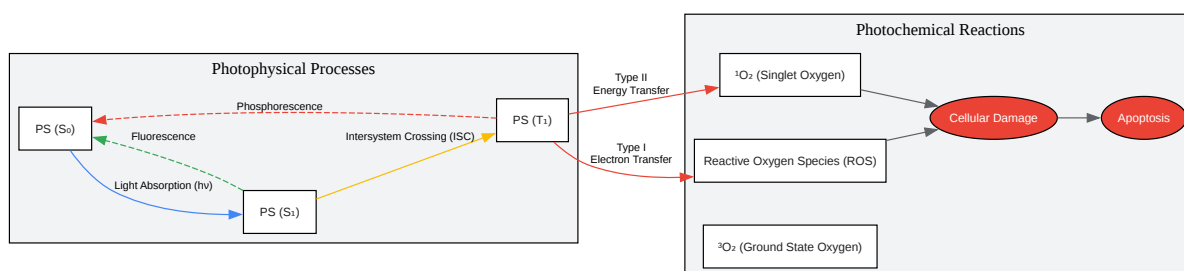 Photophysical Processes
PS (S₀)
Phosphorescence
Fluorescence
Light Absorption (hν)
PS (S₁)
Intersystem Crossing (ISC)
PS (T₁)
Type II
Energy Transfer
Type I
Electron Transfer
Photochemical Reactions
¹O₂ (Singlet Oxygen)
Reactive Oxygen Species (ROS)
³O₂ (Ground State Oxygen)
Cellular Damage
Apoptosis